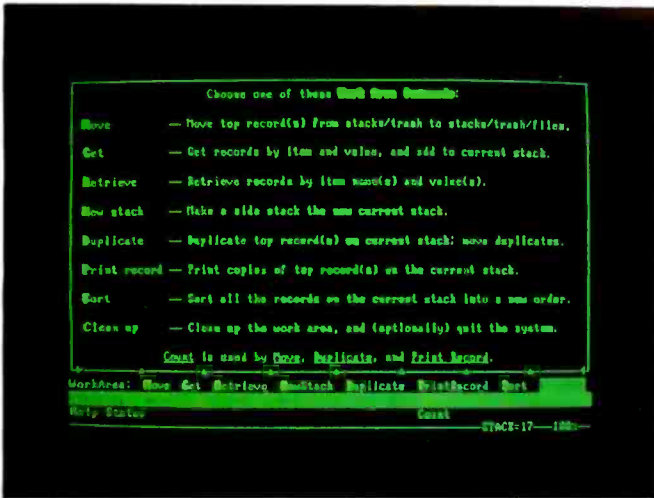 Choose one of these Work Area Commands:
Move — Move top record(s) from stacks/trash to stacks/trash/files.
Get — Get records by item and value, and add to current stack.
Retrieve — Retrieve records by item name(s) and value(s).
New stack — Make a side stack the new current stack.
Duplicate — Duplicate top record(s) on current stack; move duplicates.
Print record — Print copies of top record(s) on the current stack.
Sort — Sort all the records on the current stack into a new order.
Clean up — Clean up the work area, and (optionally) quit the system.
Count is used by Move, Duplicate, and Print Record.
WorkArea: Move Get Retrieve NewStack Duplicate PrintRecord Sort
Help Status Count
STACK=17